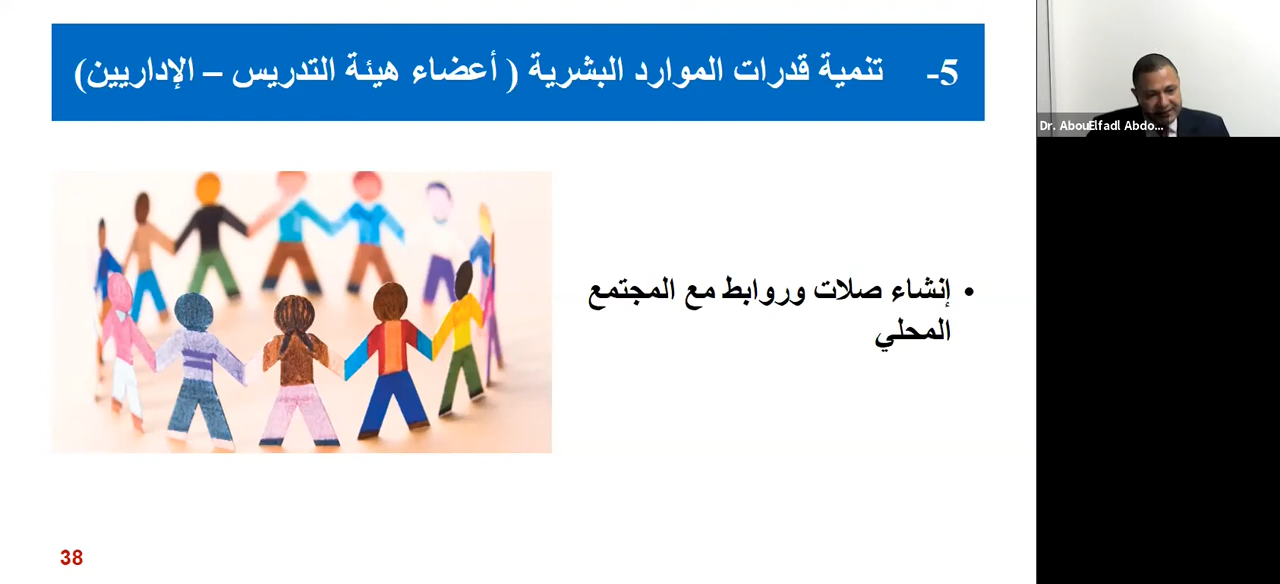 5- تنمية قدرات الموارد البشرية ( أعضاء هيئة التدريس – الإداريين)
Dr. AbouElfadl Abdo...
• إنشاء صلات وروابط مع المجتمع
المحلي
38